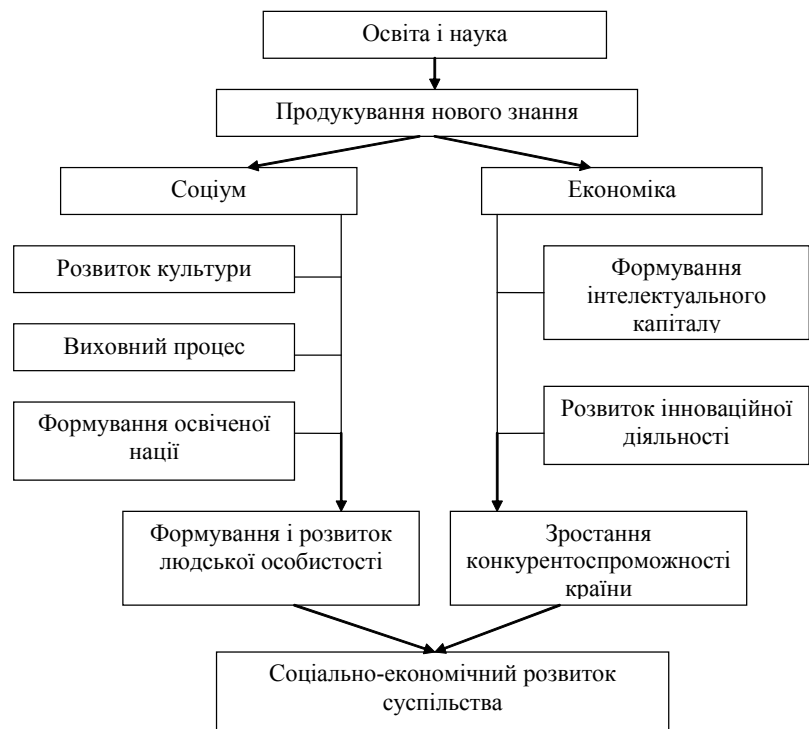 Освіта і наука
Продукування нового знання
Соціум
Економіка
Розвиток культури
Виховний процес
Формування освіченої
нації
Формування
інтелектуального
капіталу
Розвиток інноваційної
діяльності
Формування і розвиток
людської особистості
Зростання
конкурентоспроможності
країни
Соціально-економічний розвиток
суспільства